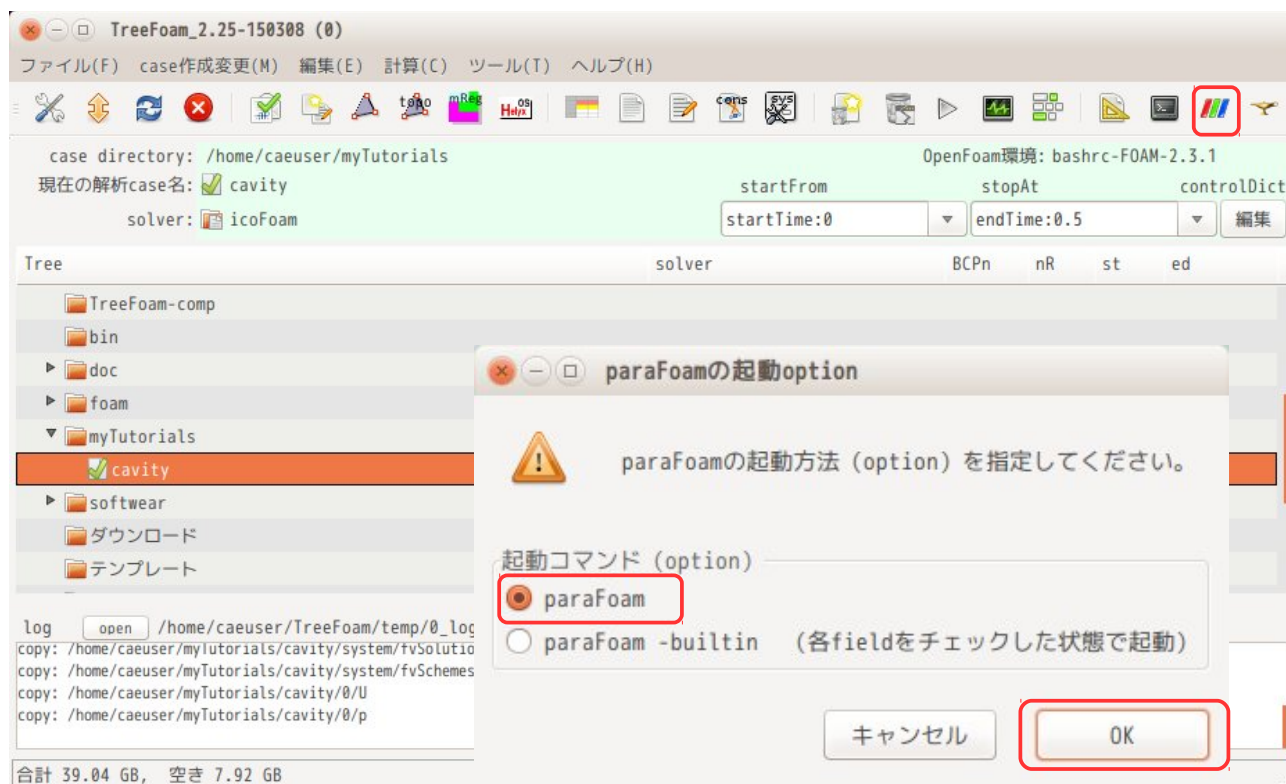 TreeFoam_2.25-150308 (0)
ファイル(F) case作成変更(M) 編集(E) 計算(C) ツール(T) ヘルプ(H)
topo mReg Helyx OS cons sys
case directory: /home/caeuser/myTutorials OpenFoam環境: bashrc-FOAM-2.3.1
現在の解析case名: cavity startFrom stopAt controlDict
solver: icoFoam startTime:0 endTime:0.5 編集
Tree solver BCPn nR st ed
TreeFoam-comp
bin
doc
foam
myTutorials
cavity
softwear
ダウンロード
テンプレート
log open /home/caeuser/TreeFoam/temp/0_log
copy: /home/caeuser/myTutorials/cavity/system/fvSolutio
copy: /home/caeuser/myTutorials/cavity/system/fvSchemes
copy: /home/caeuser/myTutorials/cavity/0/U
copy: /home/caeuser/myTutorials/cavity/0/p
合計 39.04 GB, 空き 7.92 GB
paraFoamの起動option
paraFoamの起動方法 (option) を指定してください。
起動コマンド (option)
paraFoam
paraFoam -builtin (各fieldをチェックした状態で起動)
キャンセル OK